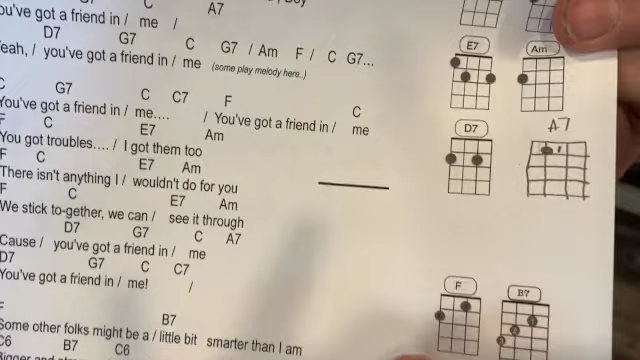 C A7
ou've got a friend in / me /
D7 G7 C G7 / Am F / C G7...
eah, / you've got a friend in / me (some play melody here..)
C G7 C C7 F C
You've got a friend in / me.... / You've got a friend in / me
F C E7 Am
You got troubles.... / I got them too
F C E7 Am
There isn't anything I / wouldn't do for you
F C E7 Am
We stick to-gether, we can / see it through
D7 G7 C A7
Cause / you've got a friend in / me
D7 G7 C C7
You've got a friend in / me! /
F B7
Some other folks might be a / little bit smarter than I am
C6 B7 C6
E7 Am
D7 A7
F B7